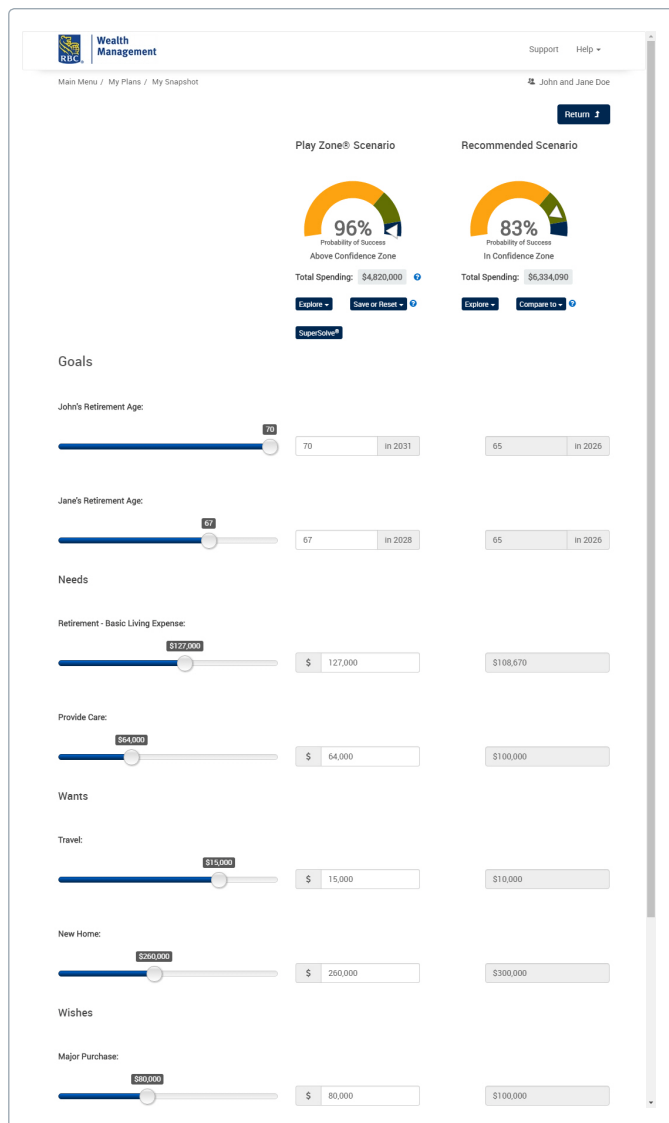 RBC
Wealth
Management
Support Help
Main Menu / My Plans / My Snapshot
John and Jane Doe
Return
Play Zone® Scenario Recommended Scenario
96% 83%
Probability of Success Probability of Success
Above Confidence Zone In Confidence Zone
Total Spending: $4,820,000 ? Total Spending: $6,334,090
Explore Save or Reset ? Explore Compare to ?
SuperSolve®
Goals
John's Retirement Age:
70
70 in 2031 65 in 2026
Jane's Retirement Age:
67
67 in 2028 65 in 2026
Needs
Retirement - Basic Living Expense:
$127,000
$ 127,000 $108,670
Provide Care:
$64,000
$ 64,000 $100,000
Wants
Travel:
$15,000
$ 15,000 $10,000
New Home:
$260,000
$ 260,000 $300,000
Wishes
Major Purchase:
$80,000
$ 80,000 $100,000